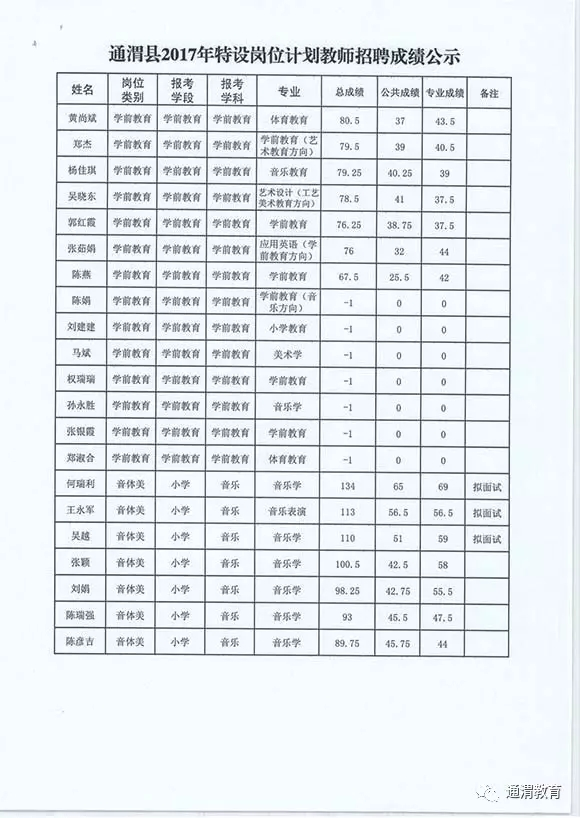 通渭县2017年特设岗位计划教师招聘成绩公示
姓名 岗位类别 报考学段 报考学科 专业 总成绩 公共成绩 专业成绩 备注
黄尚斌 学前教育 学前教育 学前教育 体育教育 80.5 37 43.5
郑杰 学前教育 学前教育 学前教育 学前教育（艺术教育方向） 79.5 39 40.5
杨佳琪 学前教育 学前教育 学前教育 音乐教育 79.25 40.25 39
吴晓东 学前教育 学前教育 学前教育 艺术设计（工艺美术教育方向） 78.5 41 37.5
郭红霞 学前教育 学前教育 学前教育 学前教育 76.25 38.75 37.5
张茹娟 学前教育 学前教育 学前教育 应用英语（学前教育方向） 76 32 44
陈燕 学前教育 学前教育 学前教育 学前教育 67.5 25.5 42
陈娟 学前教育 学前教育 学前教育 学前教育（音乐方向） -1 0 0
刘建建 学前教育 学前教育 学前教育 小学教育 -1 0 0
马斌 学前教育 学前教育 学前教育 美术学 -1 0 0
权瑞瑞 学前教育 学前教育 学前教育 学前教育 -1 0 0
孙永胜 学前教育 学前教育 学前教育 音乐学 -1 0 0
张银霞 学前教育 学前教育 学前教育 学前教育 -1 0 0
郑淑合 学前教育 学前教育 学前教育 体育教育 -1 0 0
何瑞利 音体美 小学 音乐 音乐学 134 65 69 拟面试
王永军 音体美 小学 音乐 音乐表演 113 56.5 56.5 拟面试
吴越 音体美 小学 音乐 音乐学 110 51 59 拟面试
张颖 音体美 小学 音乐 音乐学 100.5 42.5 58
刘娟 音体美 小学 音乐 音乐学 98.25 42.75 55.5
陈瑞强 音体美 小学 音乐 音乐学 93 45.5 47.5
陈彦吉 音体美 小学 音乐 音乐学 89.75 45.75 44
通渭教育